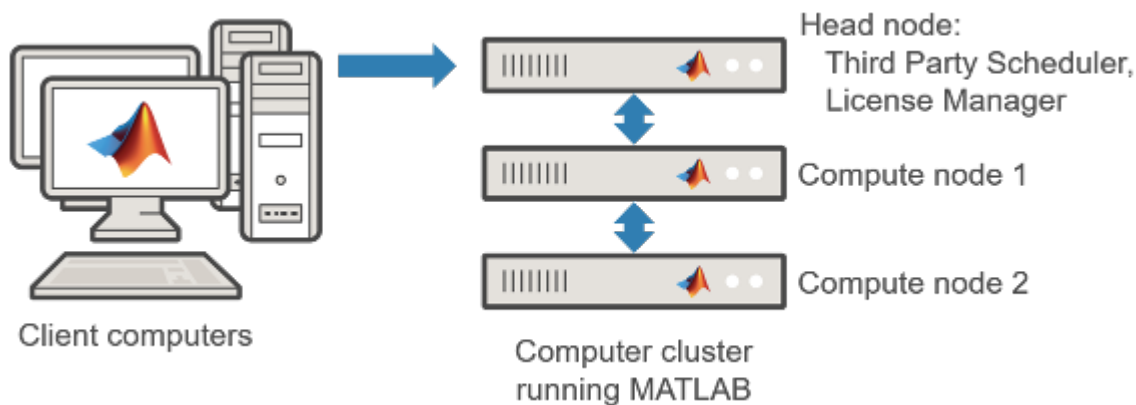 Head node:
Third Party Scheduler,
License Manager
Compute node 1
Compute node 2
Client computers
Computer cluster
running MATLAB